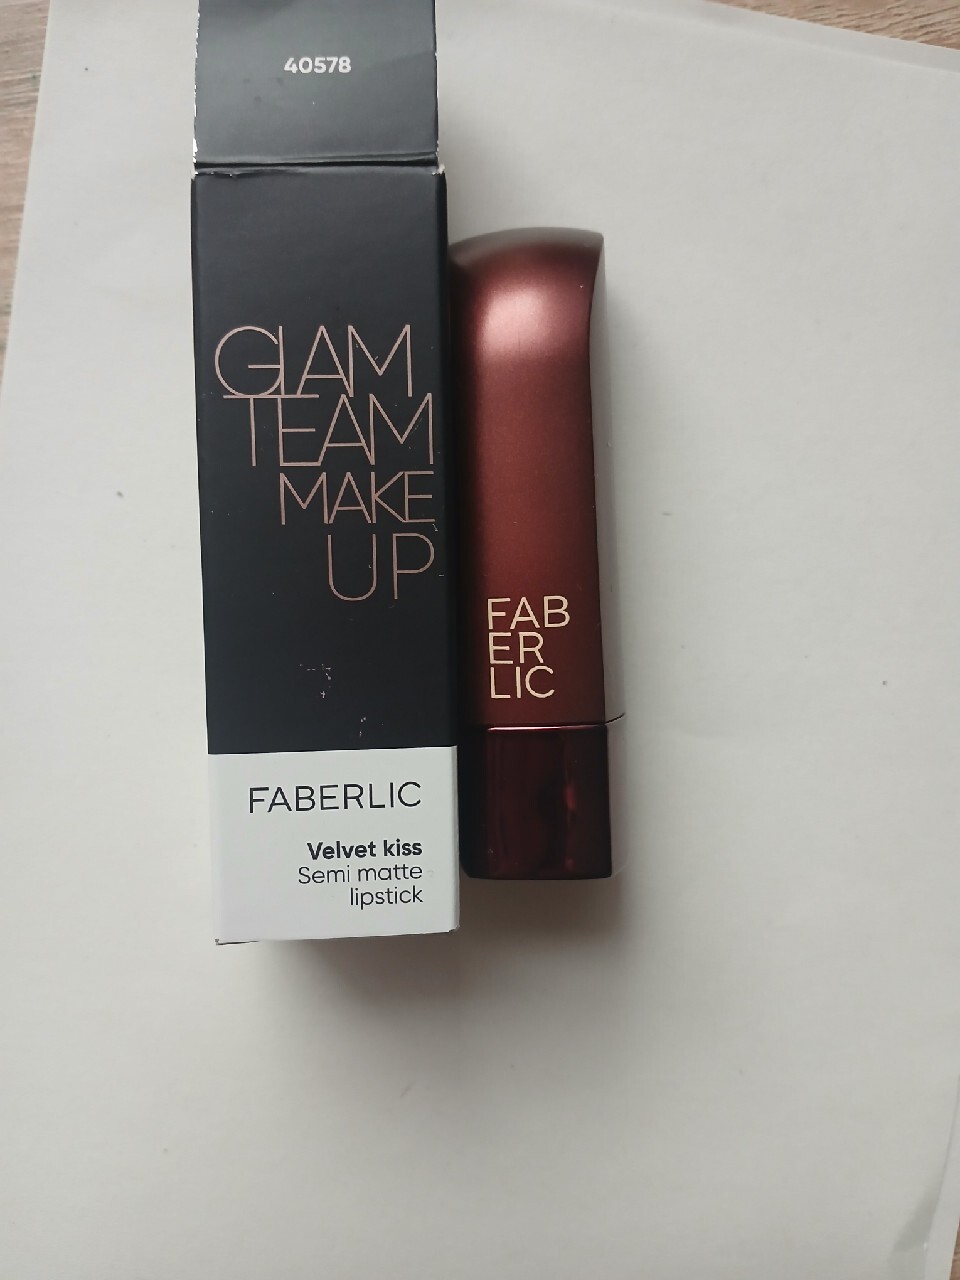 40578
GLAM
TEAM
MAKE
UP
FABERLIC
Velvet kiss
Semi matte
lipstick
FAB
ER
LIC